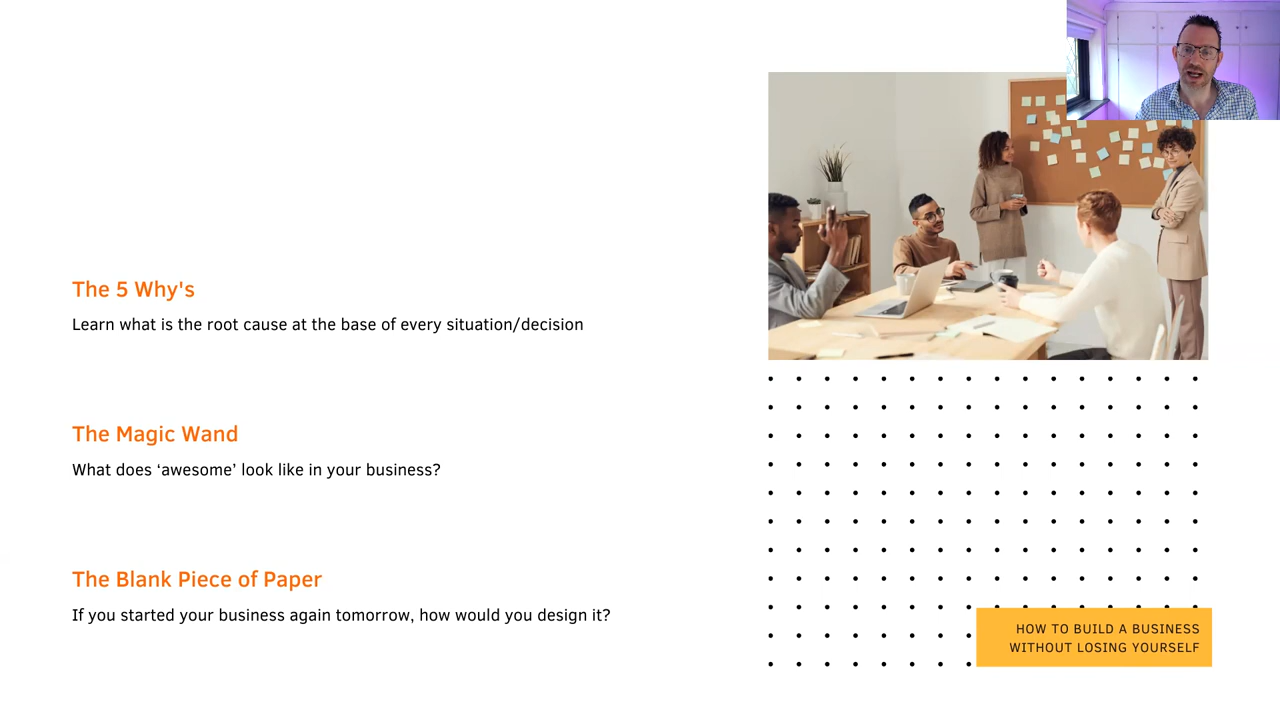 The 5 Why's
Learn what is the root cause at the base of every situation/decision
The Magic Wand
What does ‘awesome’ look like in your business?
The Blank Piece of Paper
If you started your business again tomorrow, how would you design it?
HOW TO BUILD A BUSINESS
WITHOUT LOSING YOURSELF